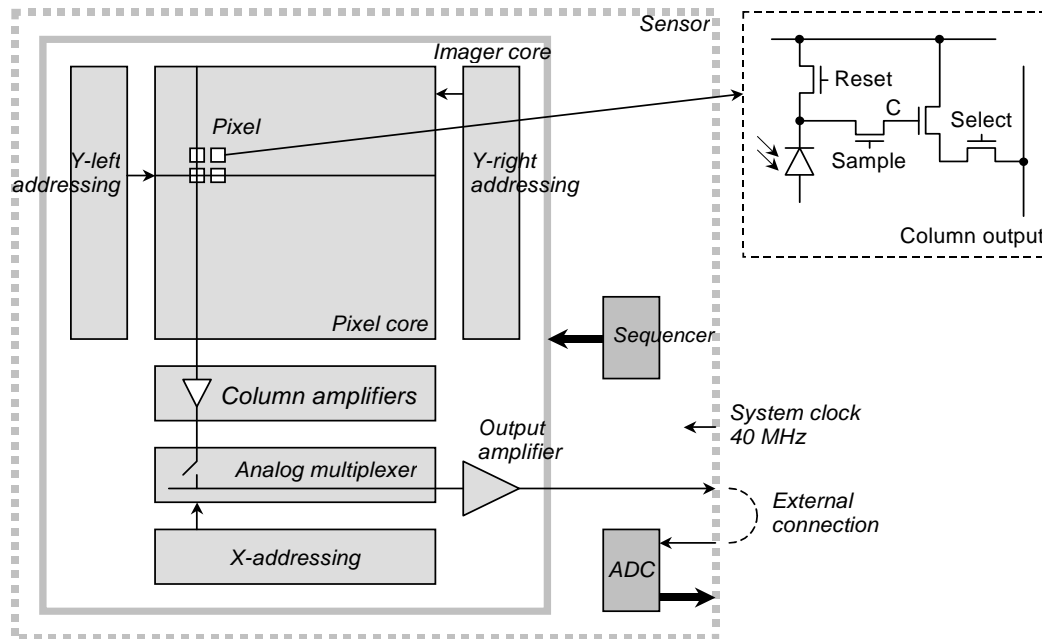 Sensor
Imager core
Reset
C
Select
Sample
Column output
Pixel
Y-left
addressing
Y-right
addressing
Pixel core
Sequencer
Column amplifiers
System clock
40 MHz
Output
amplifier
Analog multiplexer
External
connection
X-addressing
ADC